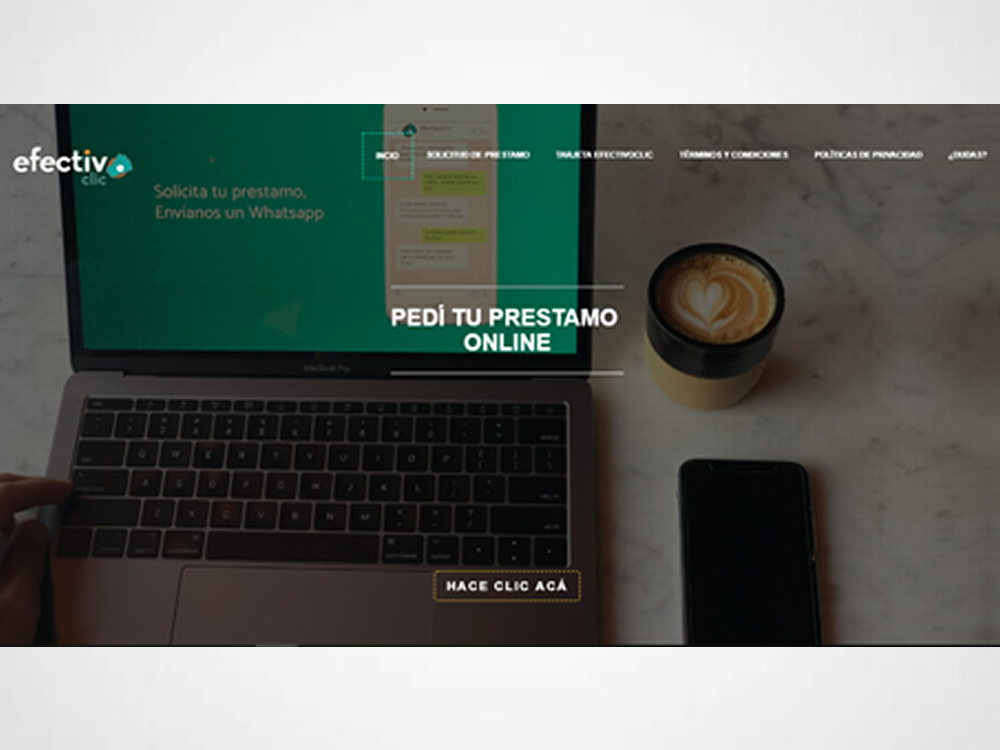 efectivo
clic
INICIO
SOLICITUD DE PRESTAMO
TARJETA EFECTIVOCLIC
TÉRMINOS Y CONDICIONES
POLÍTICAS DE PRIVACIDAD
¿DUDAS?
Solicita tu prestamo,
Envianos un Whatsapp
PEDÍ TU PRESTAMO
ONLINE
MacBook Pro
HACE CLIC ACÁ